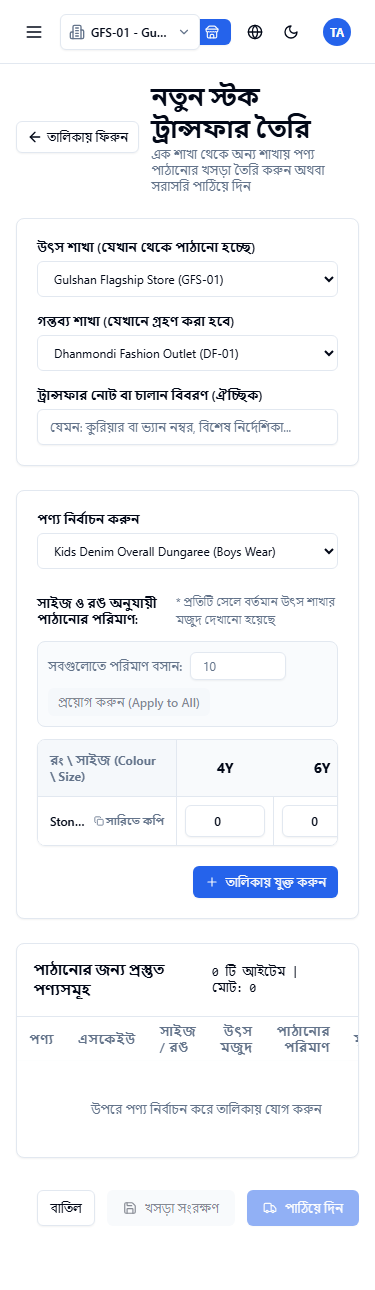 GFS-01 - Gu...
TA
তালিকায় ফিরুন
নতুন স্টক
ট্রান্সফার তৈরি
এক শাখা থেকে অন্য শাখায় পণ্য
পাঠানোর খসড়া তৈরি করুন অথবা
সরাসরি পাঠিয়ে দিন
উৎস শাখা (যেখান থেকে পাঠানো হচ্ছে)
Gulshan Flagship Store (GFS-01)
গন্তব্য শাখা (যেখানে গ্রহণ করা হবে)
Dhanmondi Fashion Outlet (DF-01)
ট্রান্সফার নোট বা চালান বিবরণ (ঐচ্ছিক)
যেমন: কুরিয়ার বা ভ্যান নম্বর, বিশেষ নির্দেশিকা...
পণ্য নির্বাচন করুন
Kids Denim Overall Dungaree (Boys Wear)
সাইজ ও রঙ অনুযায়ী
পাঠানোর পরিমাণ:
* প্রতিটি সেলে বর্তমান উৎস শাখার
মজুদ দেখানো হয়েছে
সবগুলোতে পরিমাণ বসান: 10
প্রয়োগ করুন (Apply to All)
রং \ সাইজ (Colour
\ Size)
4Y 6Y
Ston... সারিতে কপি 0 0
তালিকায় যুক্ত করুন
পাঠানোর জন্য প্রস্তুত
পণ্যসমূহ
0 টি আইটেম |
মোট: 0
পণ্য এসকেইউ সাইজ
/ রঙ উৎস
মজুদ পাঠানোর
পরিমাণ
উপরে পণ্য নির্বাচন করে তালিকায় যোগ করুন
বাতিল খসড়া সংরক্ষণ পাঠিয়ে দিন